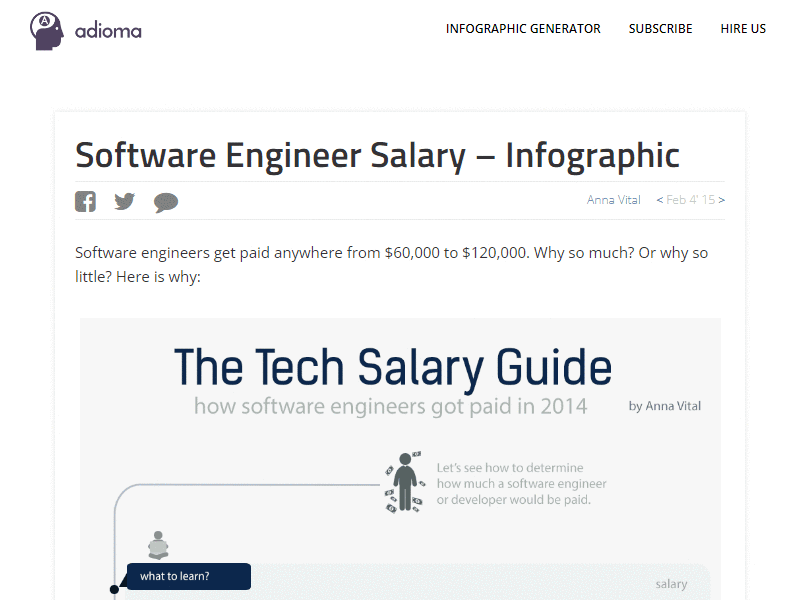 adioma
INFOGRAPHIC GENERATOR SUBSCRIBE HIRE US
Software Engineer Salary – Infographic
Anna Vital < Feb 4' 15 >
Software engineers get paid anywhere from $60,000 to $120,000. Why so much? Or why so
little? Here is why:
The Tech Salary Guide
how software engineers got paid in 2014
by Anna Vital
Let's see how to determine
how much a software engineer
or developer would be paid.
what to learn?
salary